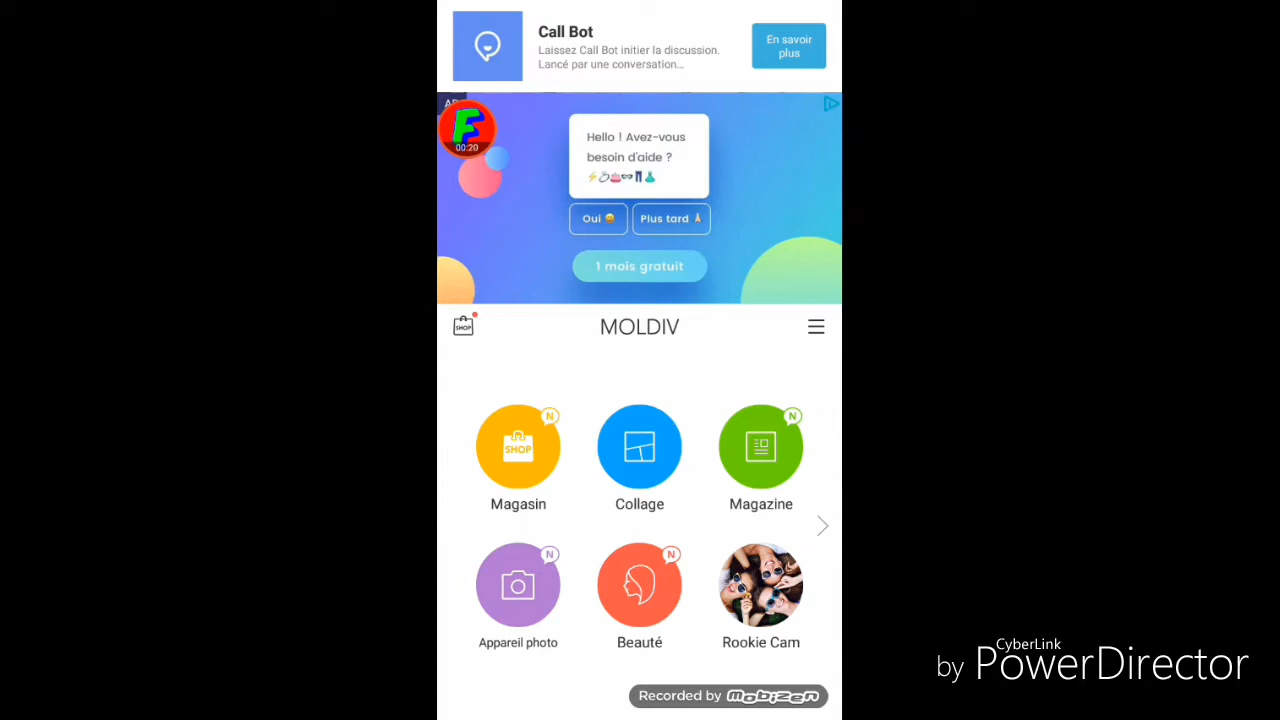 Call Bot
Laissez Call Bot initier la discussion.
Lancé par une conversation...
En savoir
plus
F
00:20
Hello ! Avez-vous
besoin d'aide ?
Oui
Plus tard
1 mois gratuit
SHOP
MOLDIV
N
N
SHOP
Magasin
Collage
Magazine
N
N
Appareil photo
Beauté
Rookie Cam
CyberLink
by PowerDirector
Recorded by mobizen